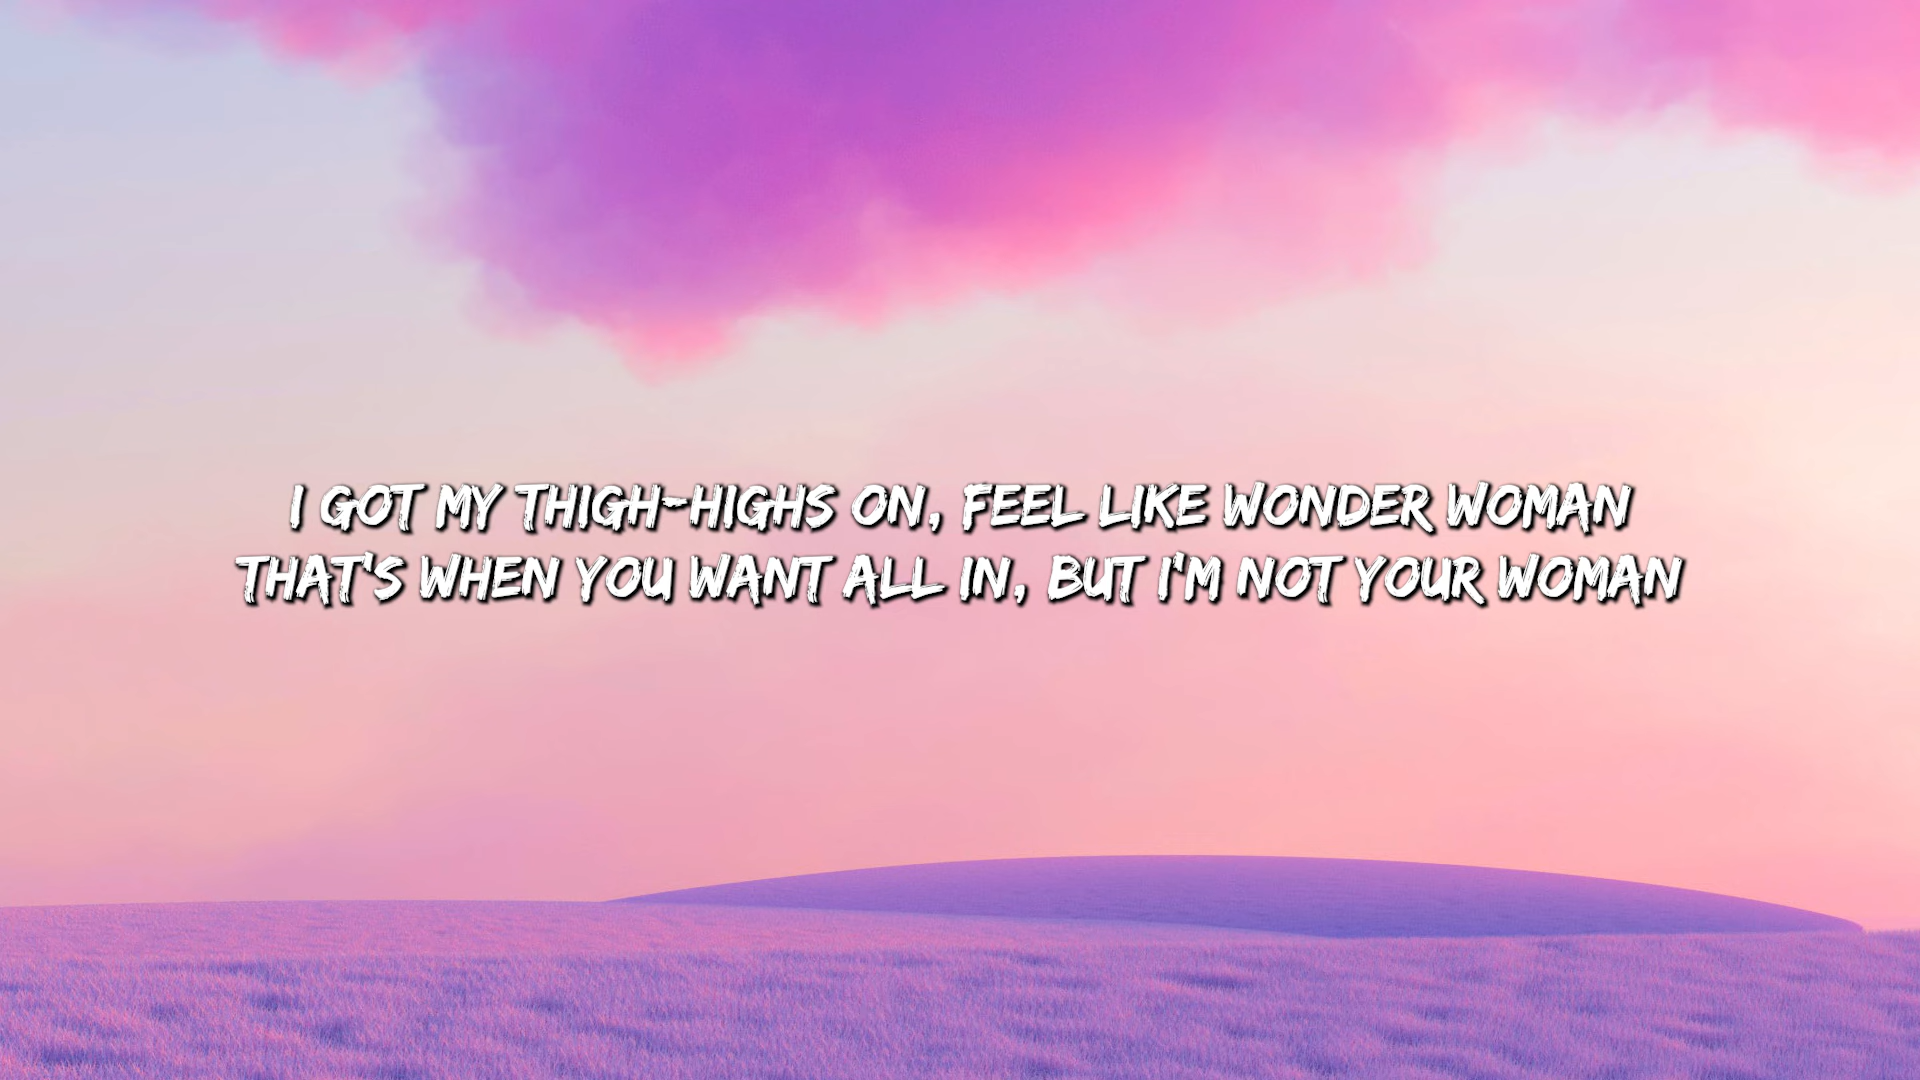 I GOT MY THIGH-HIGHS ON, FEEL LIKE WONDER WOMAN
THAT'S WHEN YOU WANT ALL IN, BUT I'M NOT YOUR WOMAN